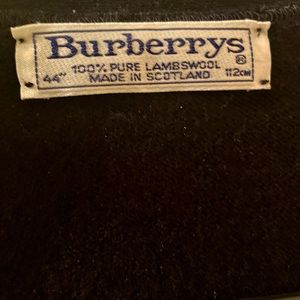 Burberrys®
100% PURE LAMBSWOOL
44" MADE IN SCOTLAND 112CM